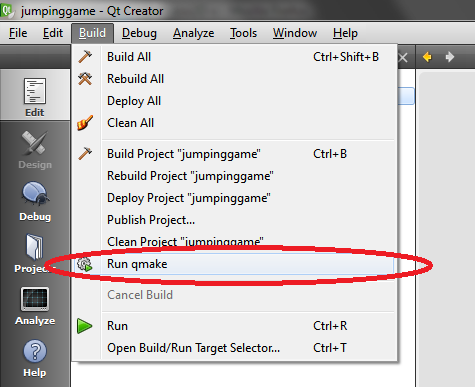 jumpinggame - Qt Creator
File Edit Build Debug Analyze Tools Window Help
Build All Ctrl+Shift+B
Rebuild All
Deploy All
Clean All
Build Project "jumpinggame" Ctrl+B
Rebuild Project "jumpinggame"
Deploy Project "jumpinggame"
Publish Project...
Clean Project "jumpinggame"
Run qmake
Cancel Build
Run Ctrl+R
Open Build/Run Target Selector... Ctrl+T
Edit
Design
Debug
Project
Analyze
Help